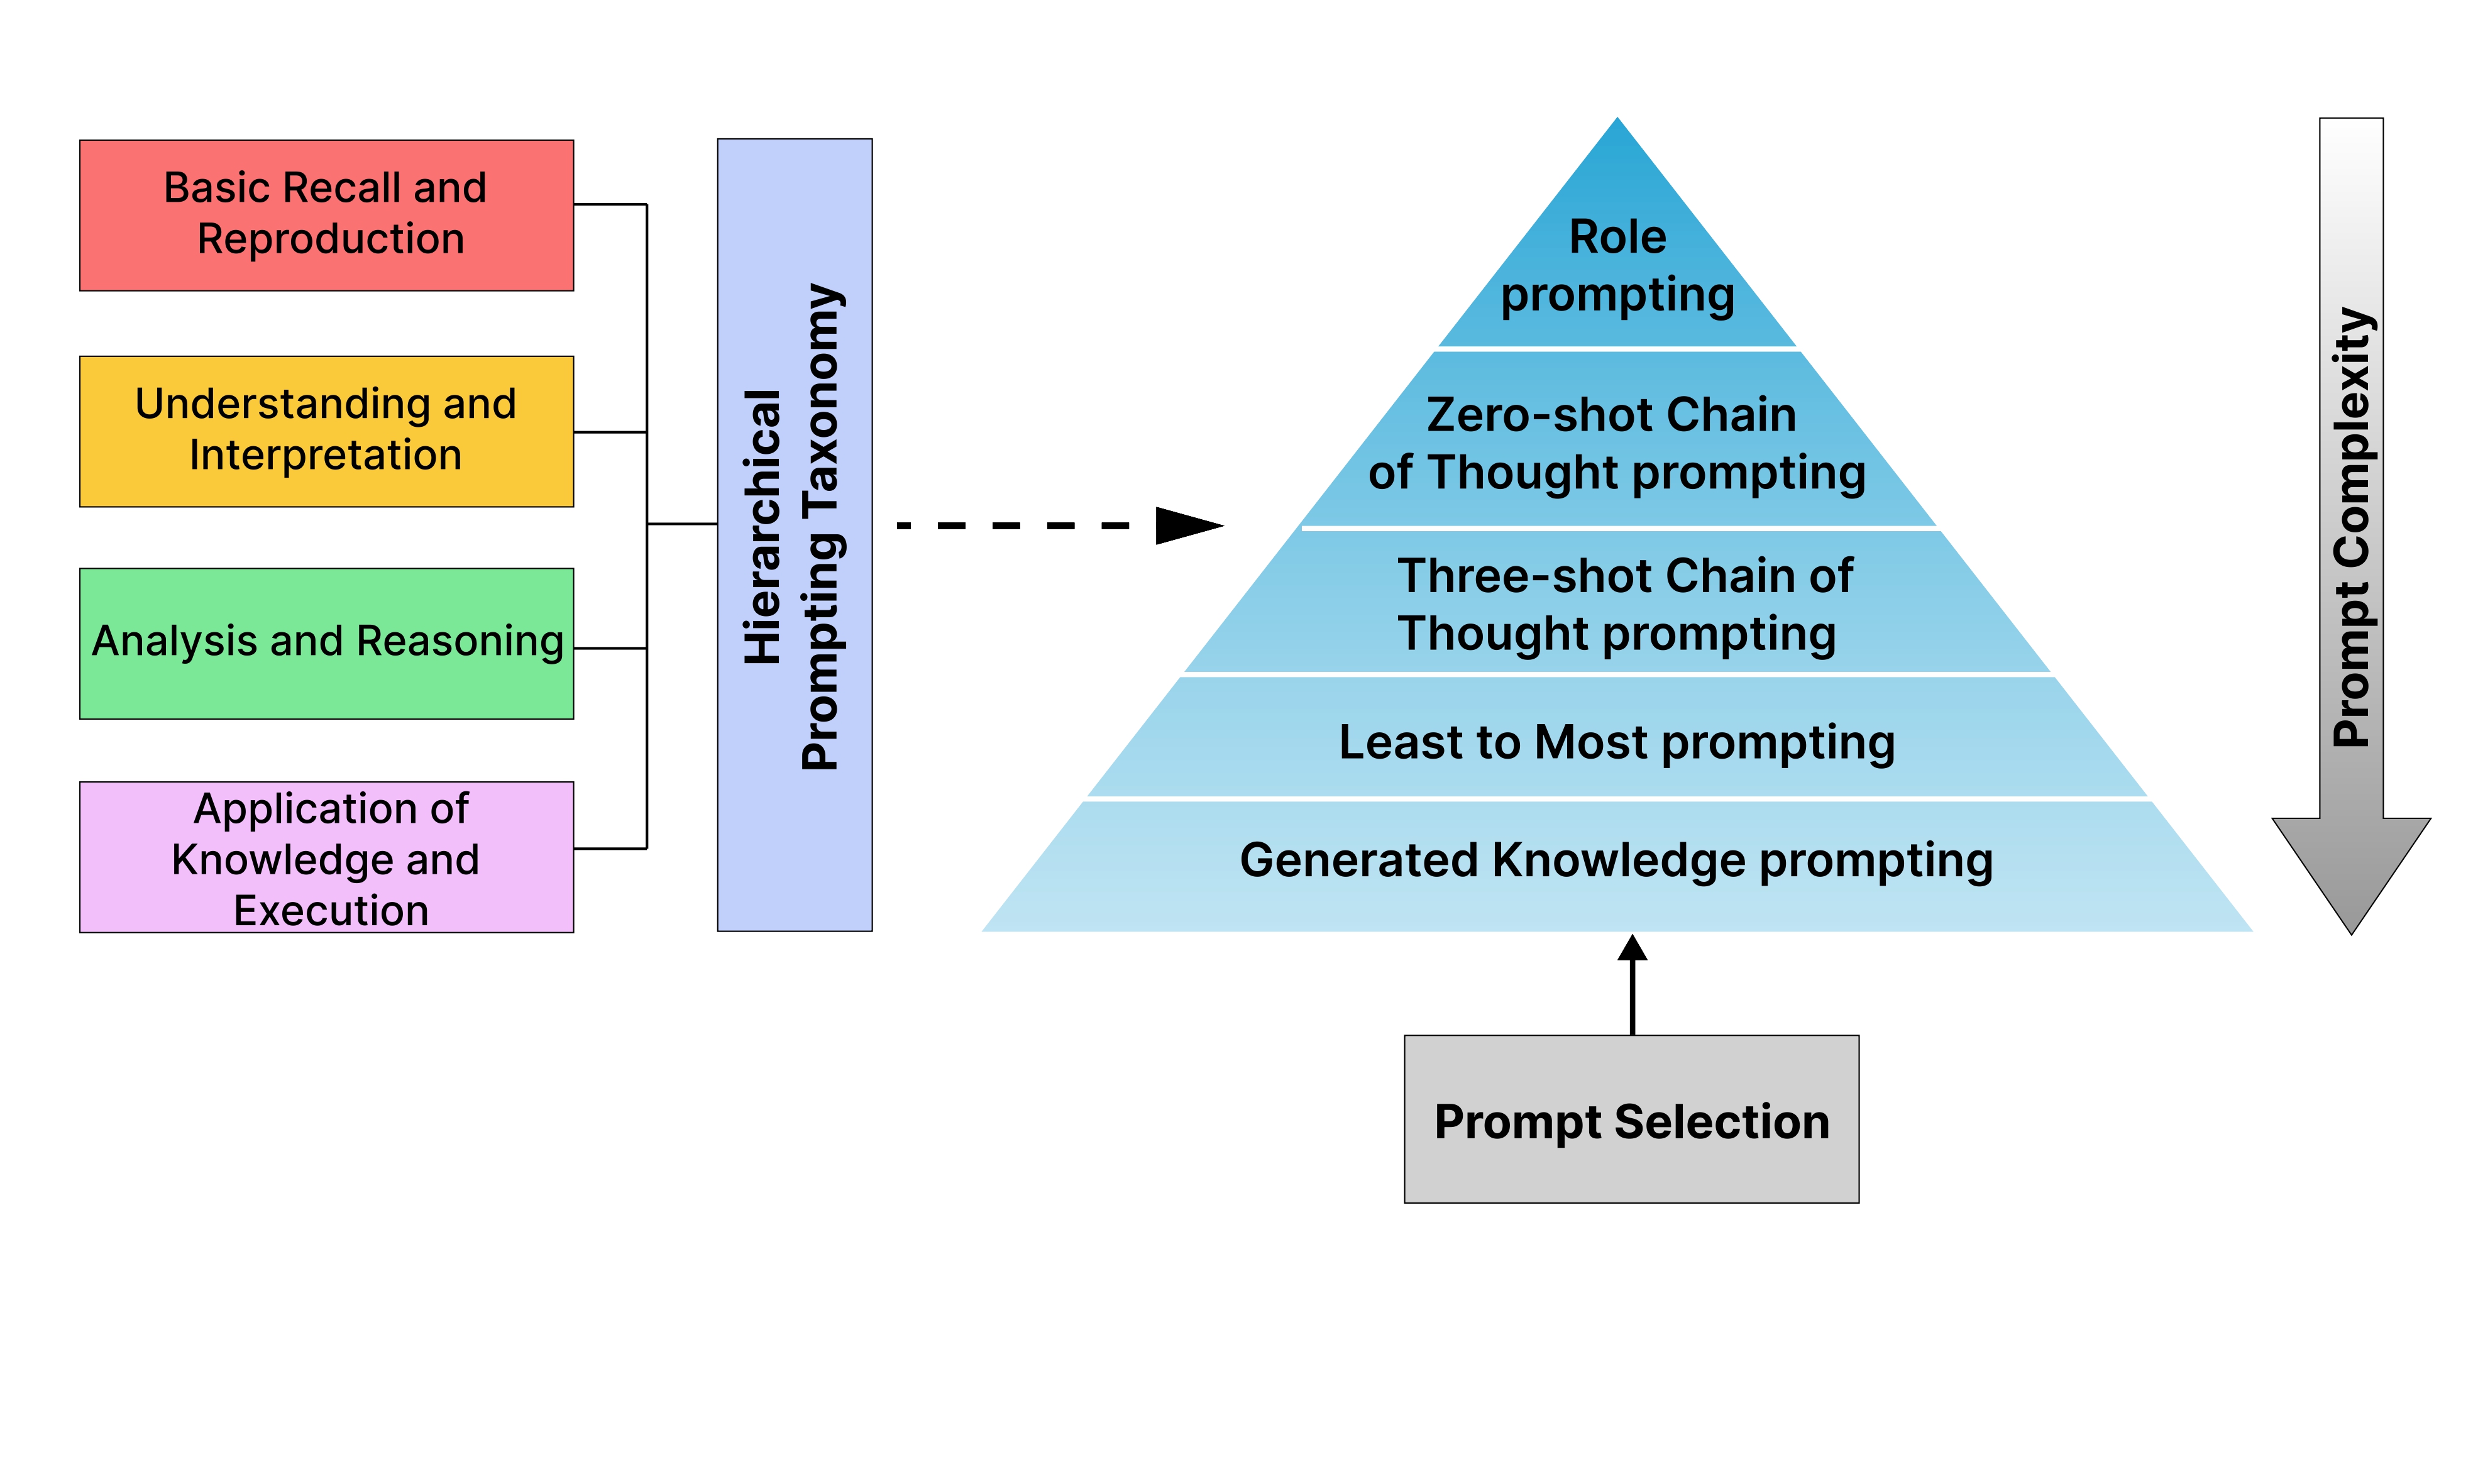 Basic Recall and
Reproduction
Understanding and
Interpretation
Analysis and Reasoning
Application of
Knowledge and
Execution
Hierarchical
Prompting Taxonomy
Role
prompting
Zero-shot Chain
of Thought prompting
Three-shot Chain of
Thought prompting
Least to Most prompting
Generated Knowledge prompting
Prompt Selection
Prompt Complexity